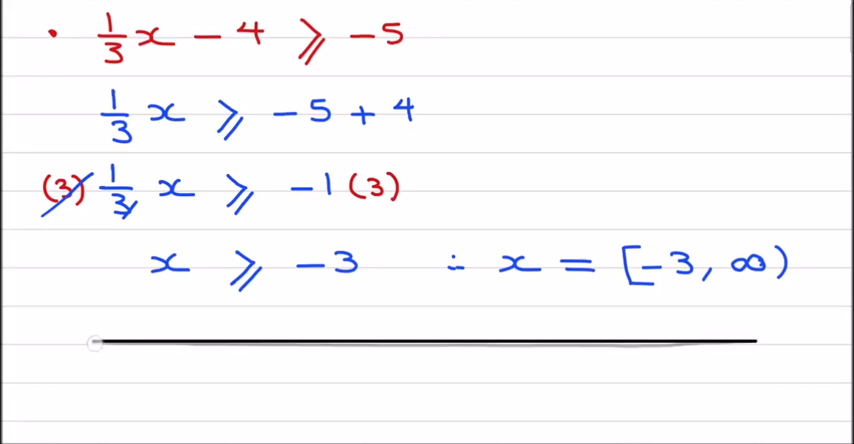 • 1/3 x − 4 ⩾ −5
1/3 x ⩾ −5 + 4
(3) 1/3 x ⩾ −1 (3)
x ⩾ −3 ∴ x = [−3, ∞)